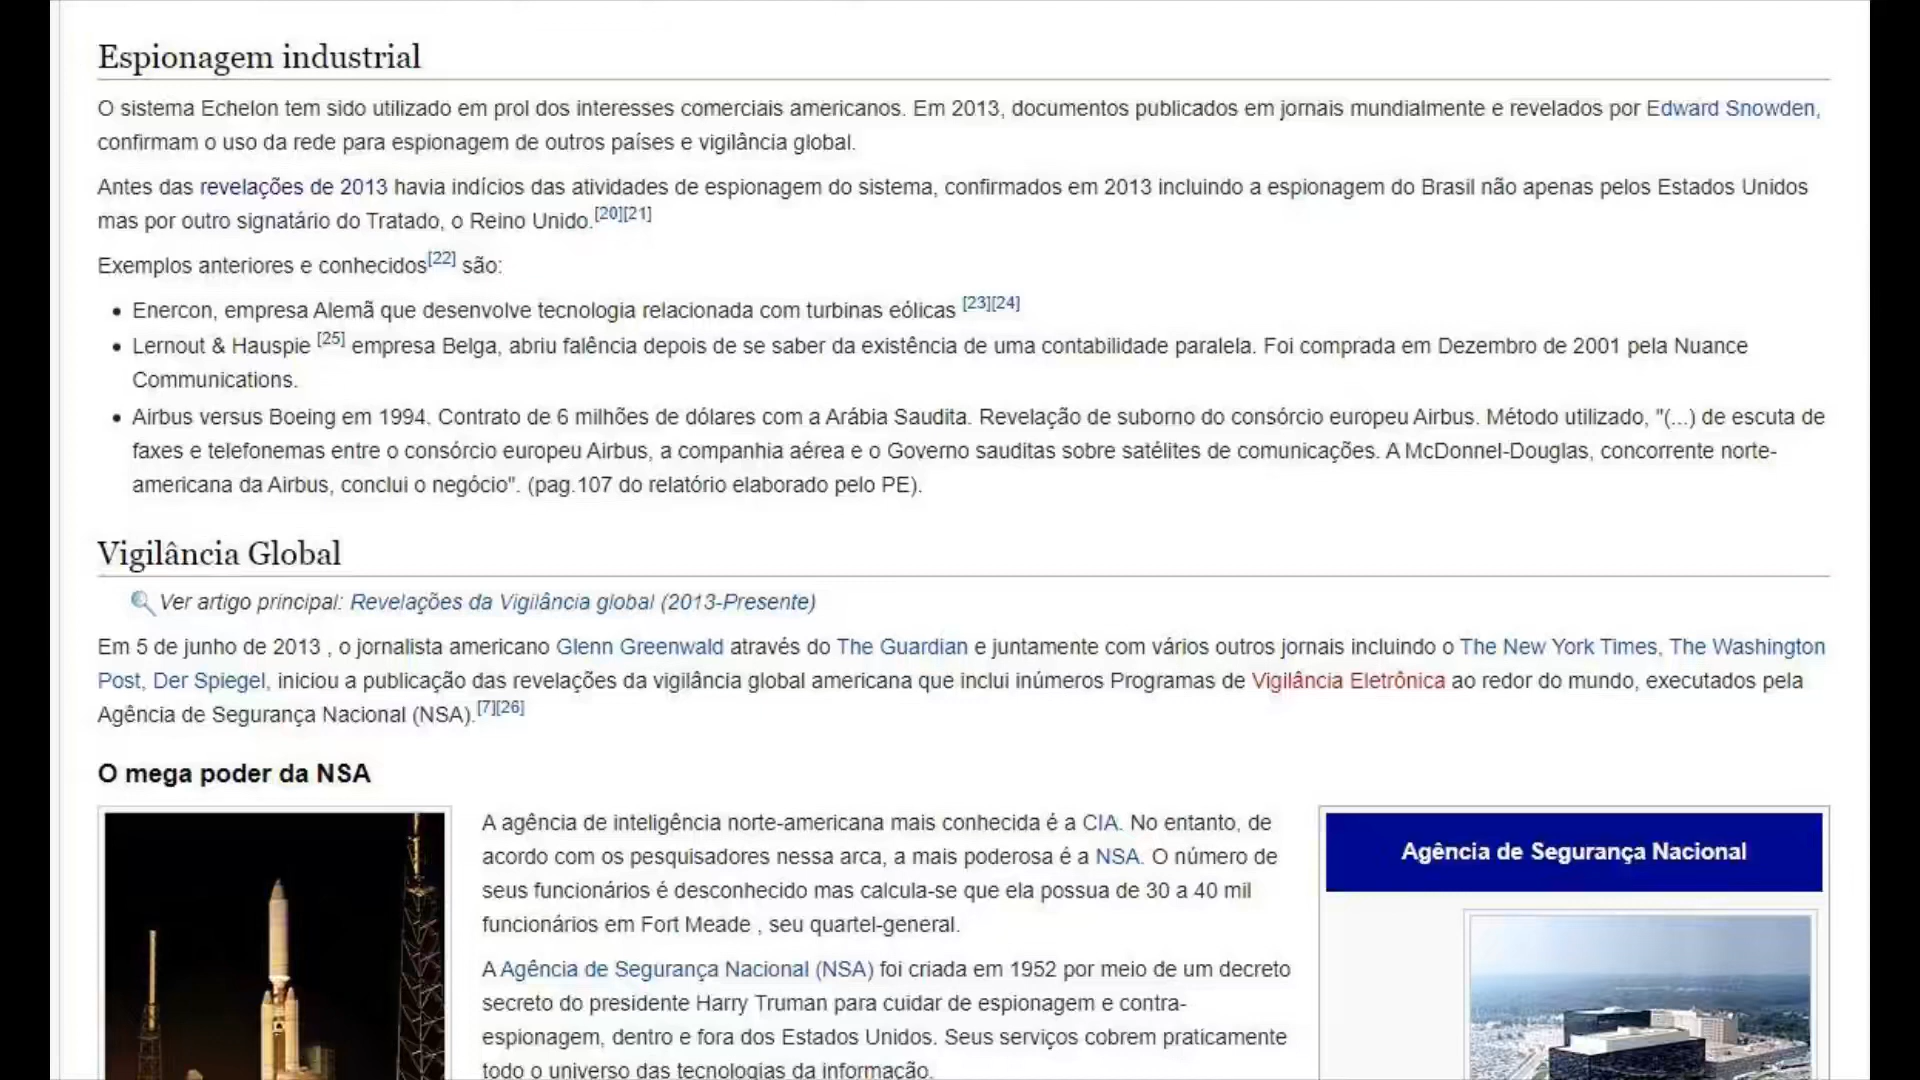 Espionagem industrial
O sistema Echelon tem sido utilizado em prol dos interesses comerciais americanos. Em 2013, documentos publicados em jornais mundialmente e revelados por Edward Snowden,
confirmam o uso da rede para espionagem de outros países e vigilância global.
Antes das revelações de 2013 havia indícios das atividades de espionagem do sistema, confirmados em 2013 incluindo a espionagem do Brasil não apenas pelos Estados Unidos
mas por outro signatário do Tratado, o Reino Unido.[20][21]
Exemplos anteriores e conhecidos[22] são:
• Enercon, empresa Alemã que desenvolve tecnologia relacionada com turbinas eólicas [23][24]
• Lernout & Hauspie [25] empresa Belga, abriu falência depois de se saber da existência de uma contabilidade paralela. Foi comprada em Dezembro de 2001 pela Nuance
Communications.
• Airbus versus Boeing em 1994. Contrato de 6 milhões de dólares com a Arábia Saudita. Revelação de suborno do consórcio europeu Airbus. Método utilizado, "(...) de escuta de
faxes e telefonemas entre o consórcio europeu Airbus, a companhia aérea e o Governo sauditas sobre satélites de comunicações. A McDonnel-Douglas, concorrente norte-
americana da Airbus, conclui o negócio". (pag.107 do relatório elaborado pelo PE).
Vigilância Global
Ver artigo principal: Revelações da Vigilância global (2013-Presente)
Em 5 de junho de 2013 , o jornalista americano Glenn Greenwald através do The Guardian e juntamente com vários outros jornais incluindo o The New York Times, The Washington
Post, Der Spiegel, iniciou a publicação das revelações da vigilância global americana que inclui inúmeros Programas de Vigilância Eletrônica ao redor do mundo, executados pela
Agência de Segurança Nacional (NSA).[7][26]
O mega poder da NSA
A agência de inteligência norte-americana mais conhecida é a CIA. No entanto, de
acordo com os pesquisadores nessa arca, a mais poderosa é a NSA. O número de
seus funcionários é desconhecido mas calcula-se que ela possua de 30 a 40 mil
funcionários em Fort Meade , seu quartel-general.
A Agência de Segurança Nacional (NSA) foi criada em 1952 por meio de um decreto
secreto do presidente Harry Truman para cuidar de espionagem e contra-
espionagem, dentro e fora dos Estados Unidos. Seus serviços cobrem praticamente
todo o universo das tecnologias da informação.
Agência de Segurança Nacional